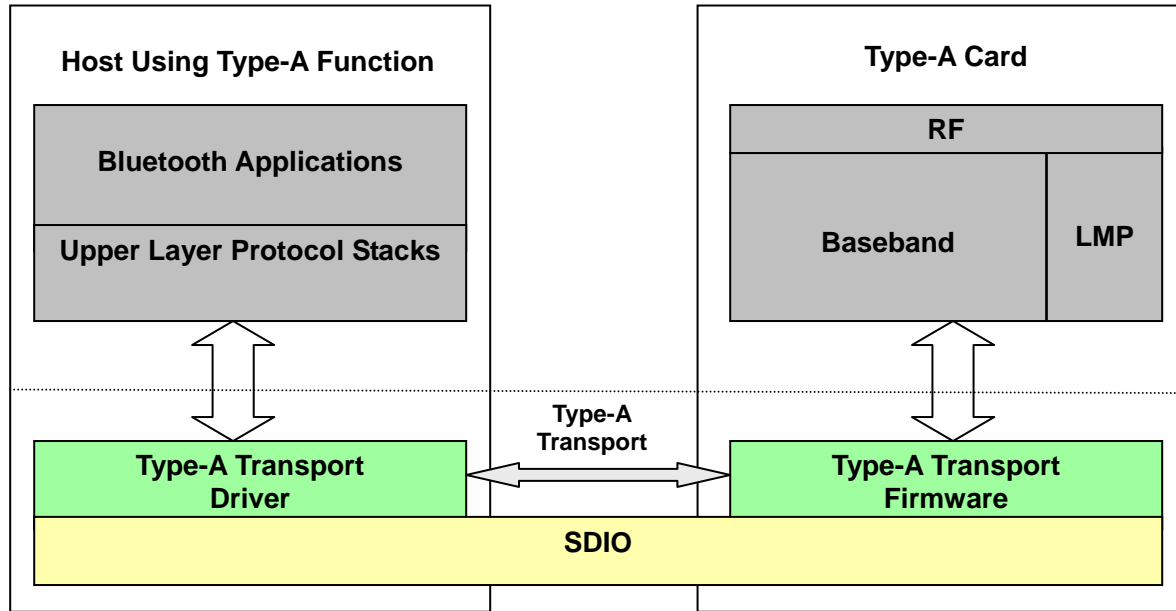 Host Using Type-A Function
Bluetooth Applications
Upper Layer Protocol Stacks
Type-A Card
RF
Baseband
LMP
Type-A
Transport
Type-A Transport
Driver
Type-A Transport
Firmware
SDIO